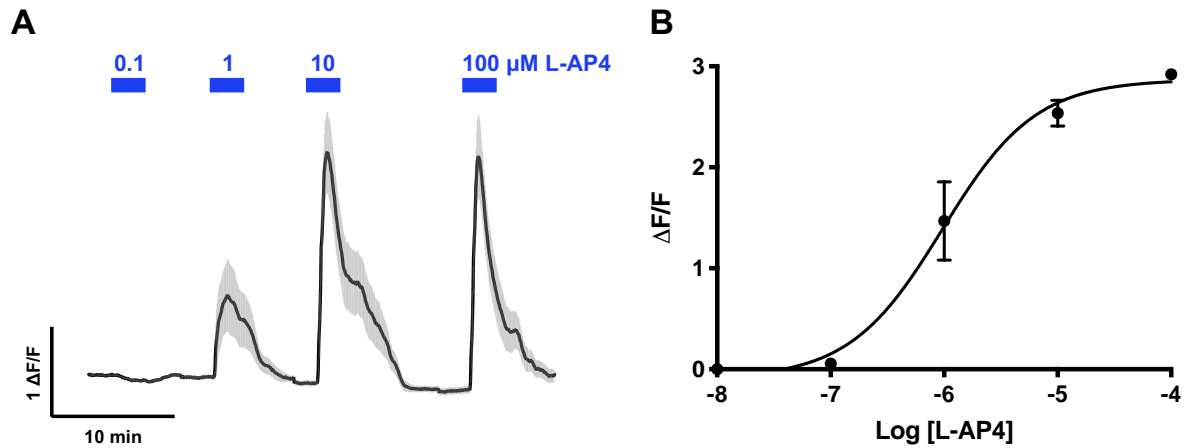 A
0.1 1 10 100 µM L-AP4
1 ΔF/F
10 min
B
3
2
1
0
ΔF/F
-8 -7 -6 -5 -4
Log [L-AP4]